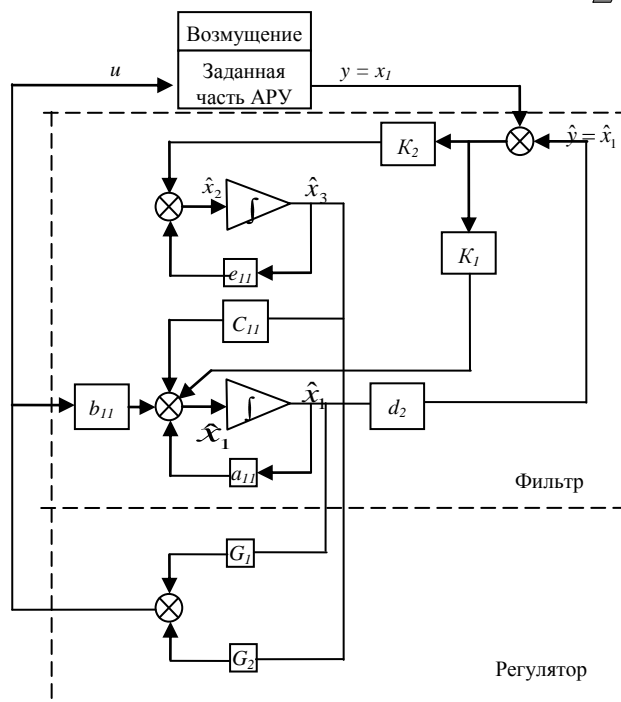 Возмущение
u
Заданная
часть АРУ
y = x₁
ŷ = x̂₁
K₂
x̂₂
∫
x̂₃
K₁
e₁₁
C₁₁
b₁₁
∫
x̂₁
x̂₁
d₂
a₁₁
Фильтр
G₁
G₂
Регулятор